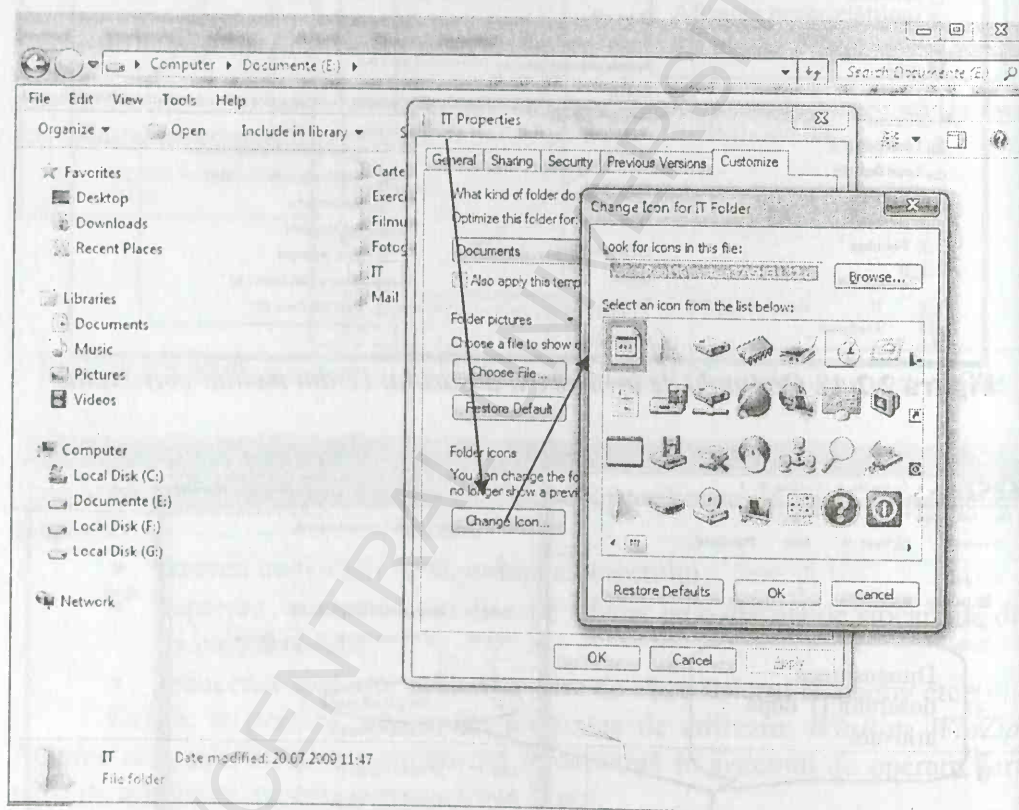 Computer ▸ Documente (E:) ▸
Search Documente (E:)
File Edit View Tools Help
Organize Open Include in library S
Favorites
Desktop
Downloads
Recent Places
Libraries
Documents
Music
Pictures
Videos
Computer
Local Disk (C:)
Documente (E:)
Local Disk (F:)
Local Disk (G:)
Network
Carte
Exerci
Filmu
Fotog
IT
Mail
IT Properties
General Sharing Security Previous Versions Customize
What kind of folder do
Optimize this folder for:
Documents
Also apply this temp
Folder pictures
Choose a file to show
Choose File...
Restore Default
Folder icons
You can change the fo
no longer show a previ
Change Icon...
OK Cancel Apply
Change Icon for IT Folder
Look for icons in this file:
Browse...
Select an icon from the list below:
Restore Defaults OK Cancel
IT Date modified: 20.07.2009 11:47
File folder
CENTRAL UNIVERS